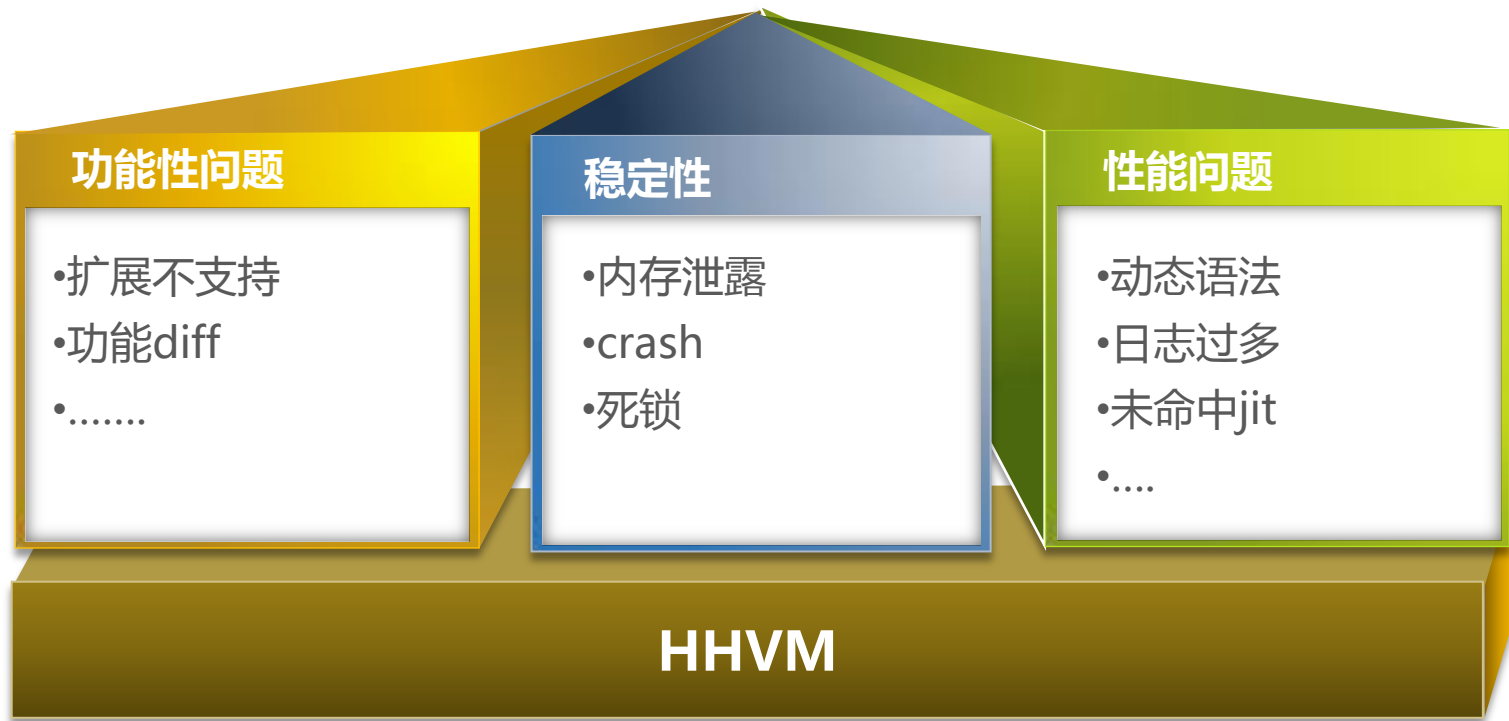 功能性问题
•扩展不支持
•功能diff
•.......
稳定性
•内存泄露
•crash
•死锁
性能问题
•动态语法
•日志过多
•未命中jit
•....
HHVM